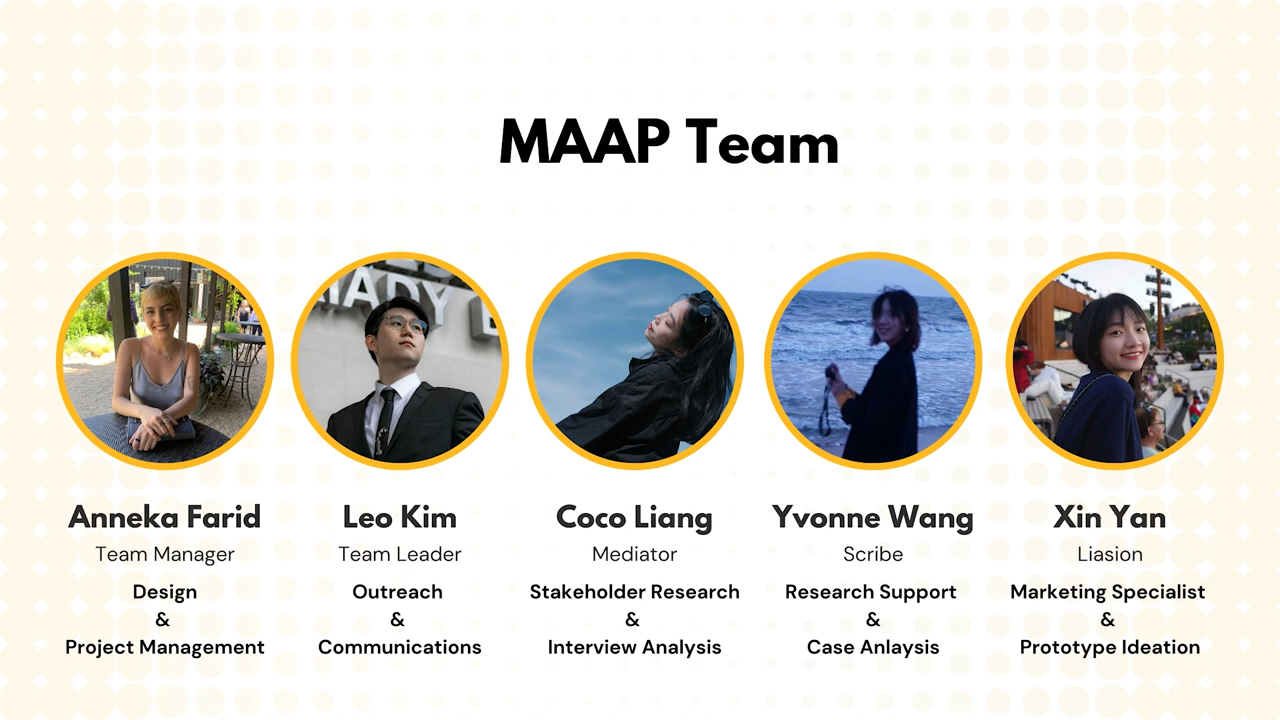 MAAP Team
IADY E
Anneka Farid
Team Manager
Design
&
Project Management
Leo Kim
Team Leader
Outreach
&
Communications
Coco Liang
Mediator
Stakeholder Research
&
Interview Analysis
Yvonne Wang
Scribe
Research Support
&
Case Anlaysis
Xin Yan
Liasion
Marketing Specialist
&
Prototype Ideation